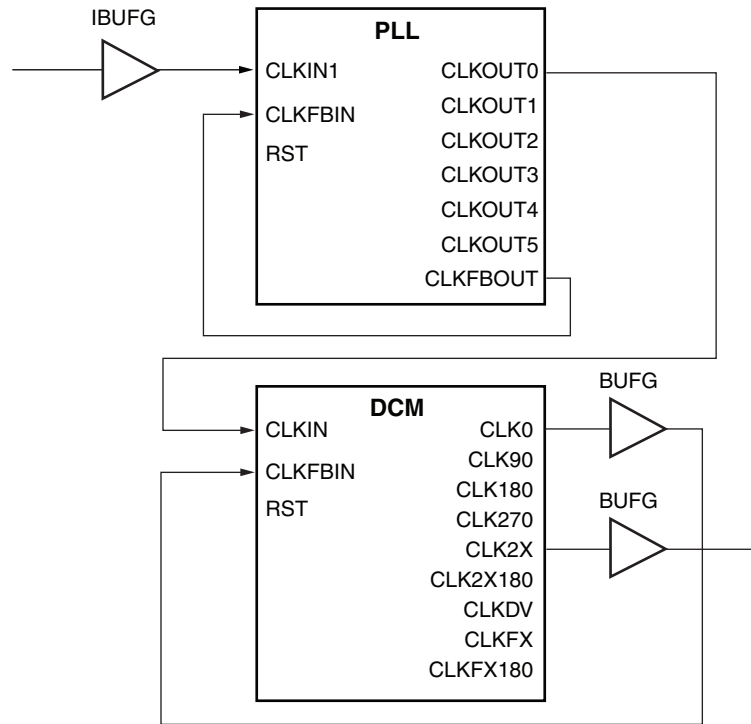 IBUFG
PLL
CLKIN1
CLKFBIN
RST
CLKOUT0
CLKOUT1
CLKOUT2
CLKOUT3
CLKOUT4
CLKOUT5
CLKFBOUT
DCM
CLKIN
CLKFBIN
RST
CLK0
CLK90
CLK180
CLK270
CLK2X
CLK2X180
CLKDV
CLKFX
CLKFX180
BUFG
BUFG